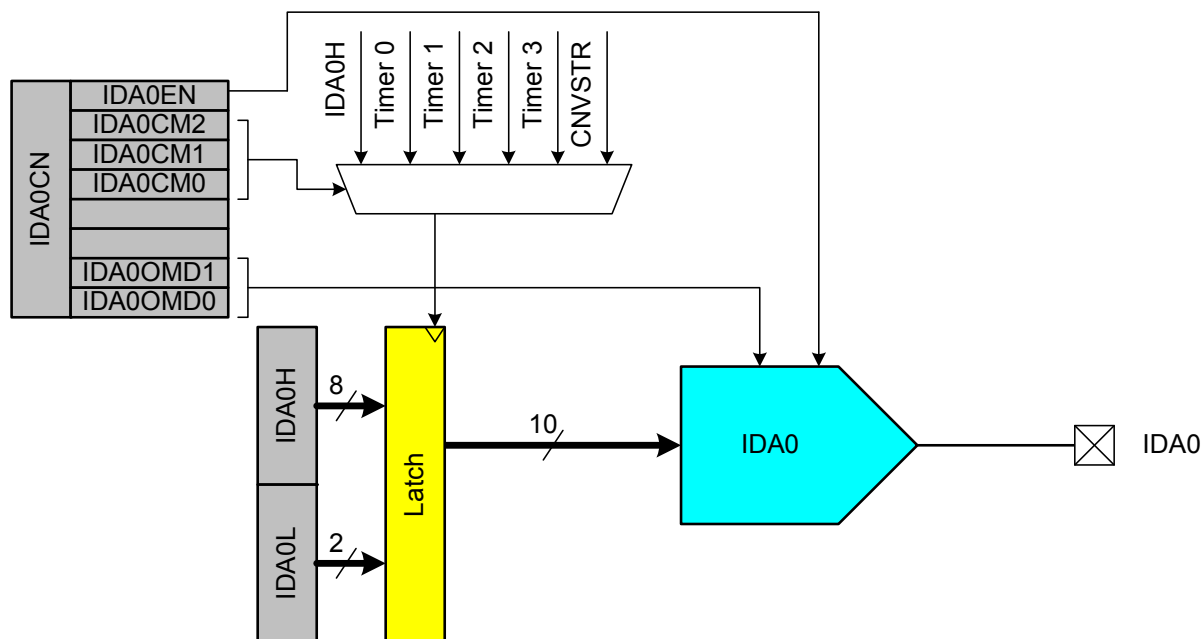 IDA0CN
IDA0EN
IDA0CM2
IDA0CM1
IDA0CM0
IDA0OMD1
IDA0OMD0
IDA0H
Timer 0
Timer 1
Timer 2
Timer 3
CNVSTR
IDA0H
IDA0L
8
2
Latch
10
IDA0
IDA0